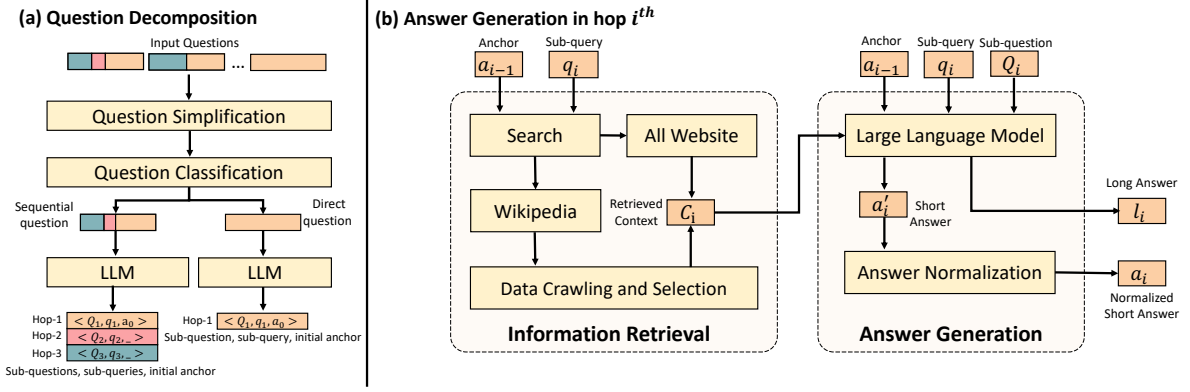 (a) Question Decomposition
Input Questions
...
Question Simplification
Question Classification
Sequential
question
Direct
question
LLM
LLM
Hop-1 < Q₁, q₁, a₀ >
Hop-2 < Q₂, q₂, _ >
Hop-3 < Q₃, q₃, _ >
Sub-questions, sub-queries, initial anchor
Hop-1 < Q₁, q₁, a₀ >
Sub-question, sub-query, initial anchor
(b) Answer Generation in hop iᵗʰ
Anchor
aᵢ₋₁
Sub-query
qᵢ
Search
All Website
Wikipedia
Retrieved
Context
Cᵢ
Data Crawling and Selection
Information Retrieval
Anchor
aᵢ₋₁
Sub-query
qᵢ
Sub-question
Qᵢ
Large Language Model
a′ᵢ
Short
Answer
Long Answer
lᵢ
Answer Normalization
aᵢ
Normalized
Short Answer
Answer Generation